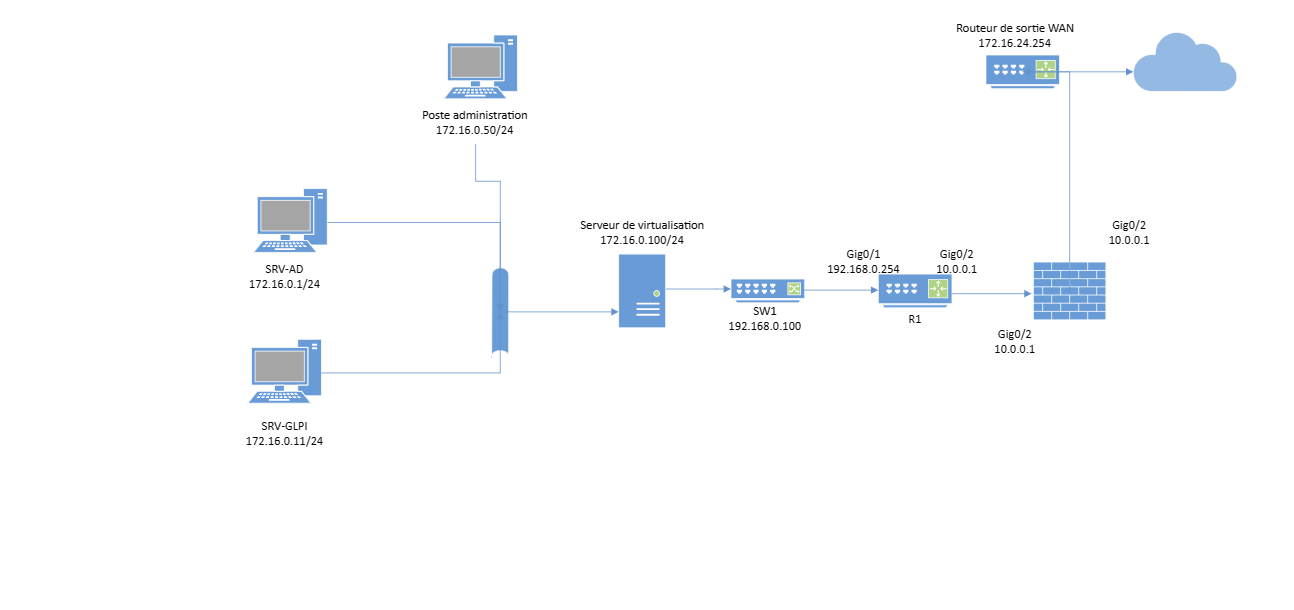 Routeur de sortie WAN
172.16.24.254
Poste administration
172.16.0.50/24
SRV-AD
172.16.0.1/24
Serveur de virtualisation
172.16.0.100/24
Gig0/1
192.168.0.254
Gig0/2
10.0.0.1
Gig0/2
10.0.0.1
SW1
192.168.0.100
R1
Gig0/2
10.0.0.1
SRV-GLPI
172.16.0.11/24